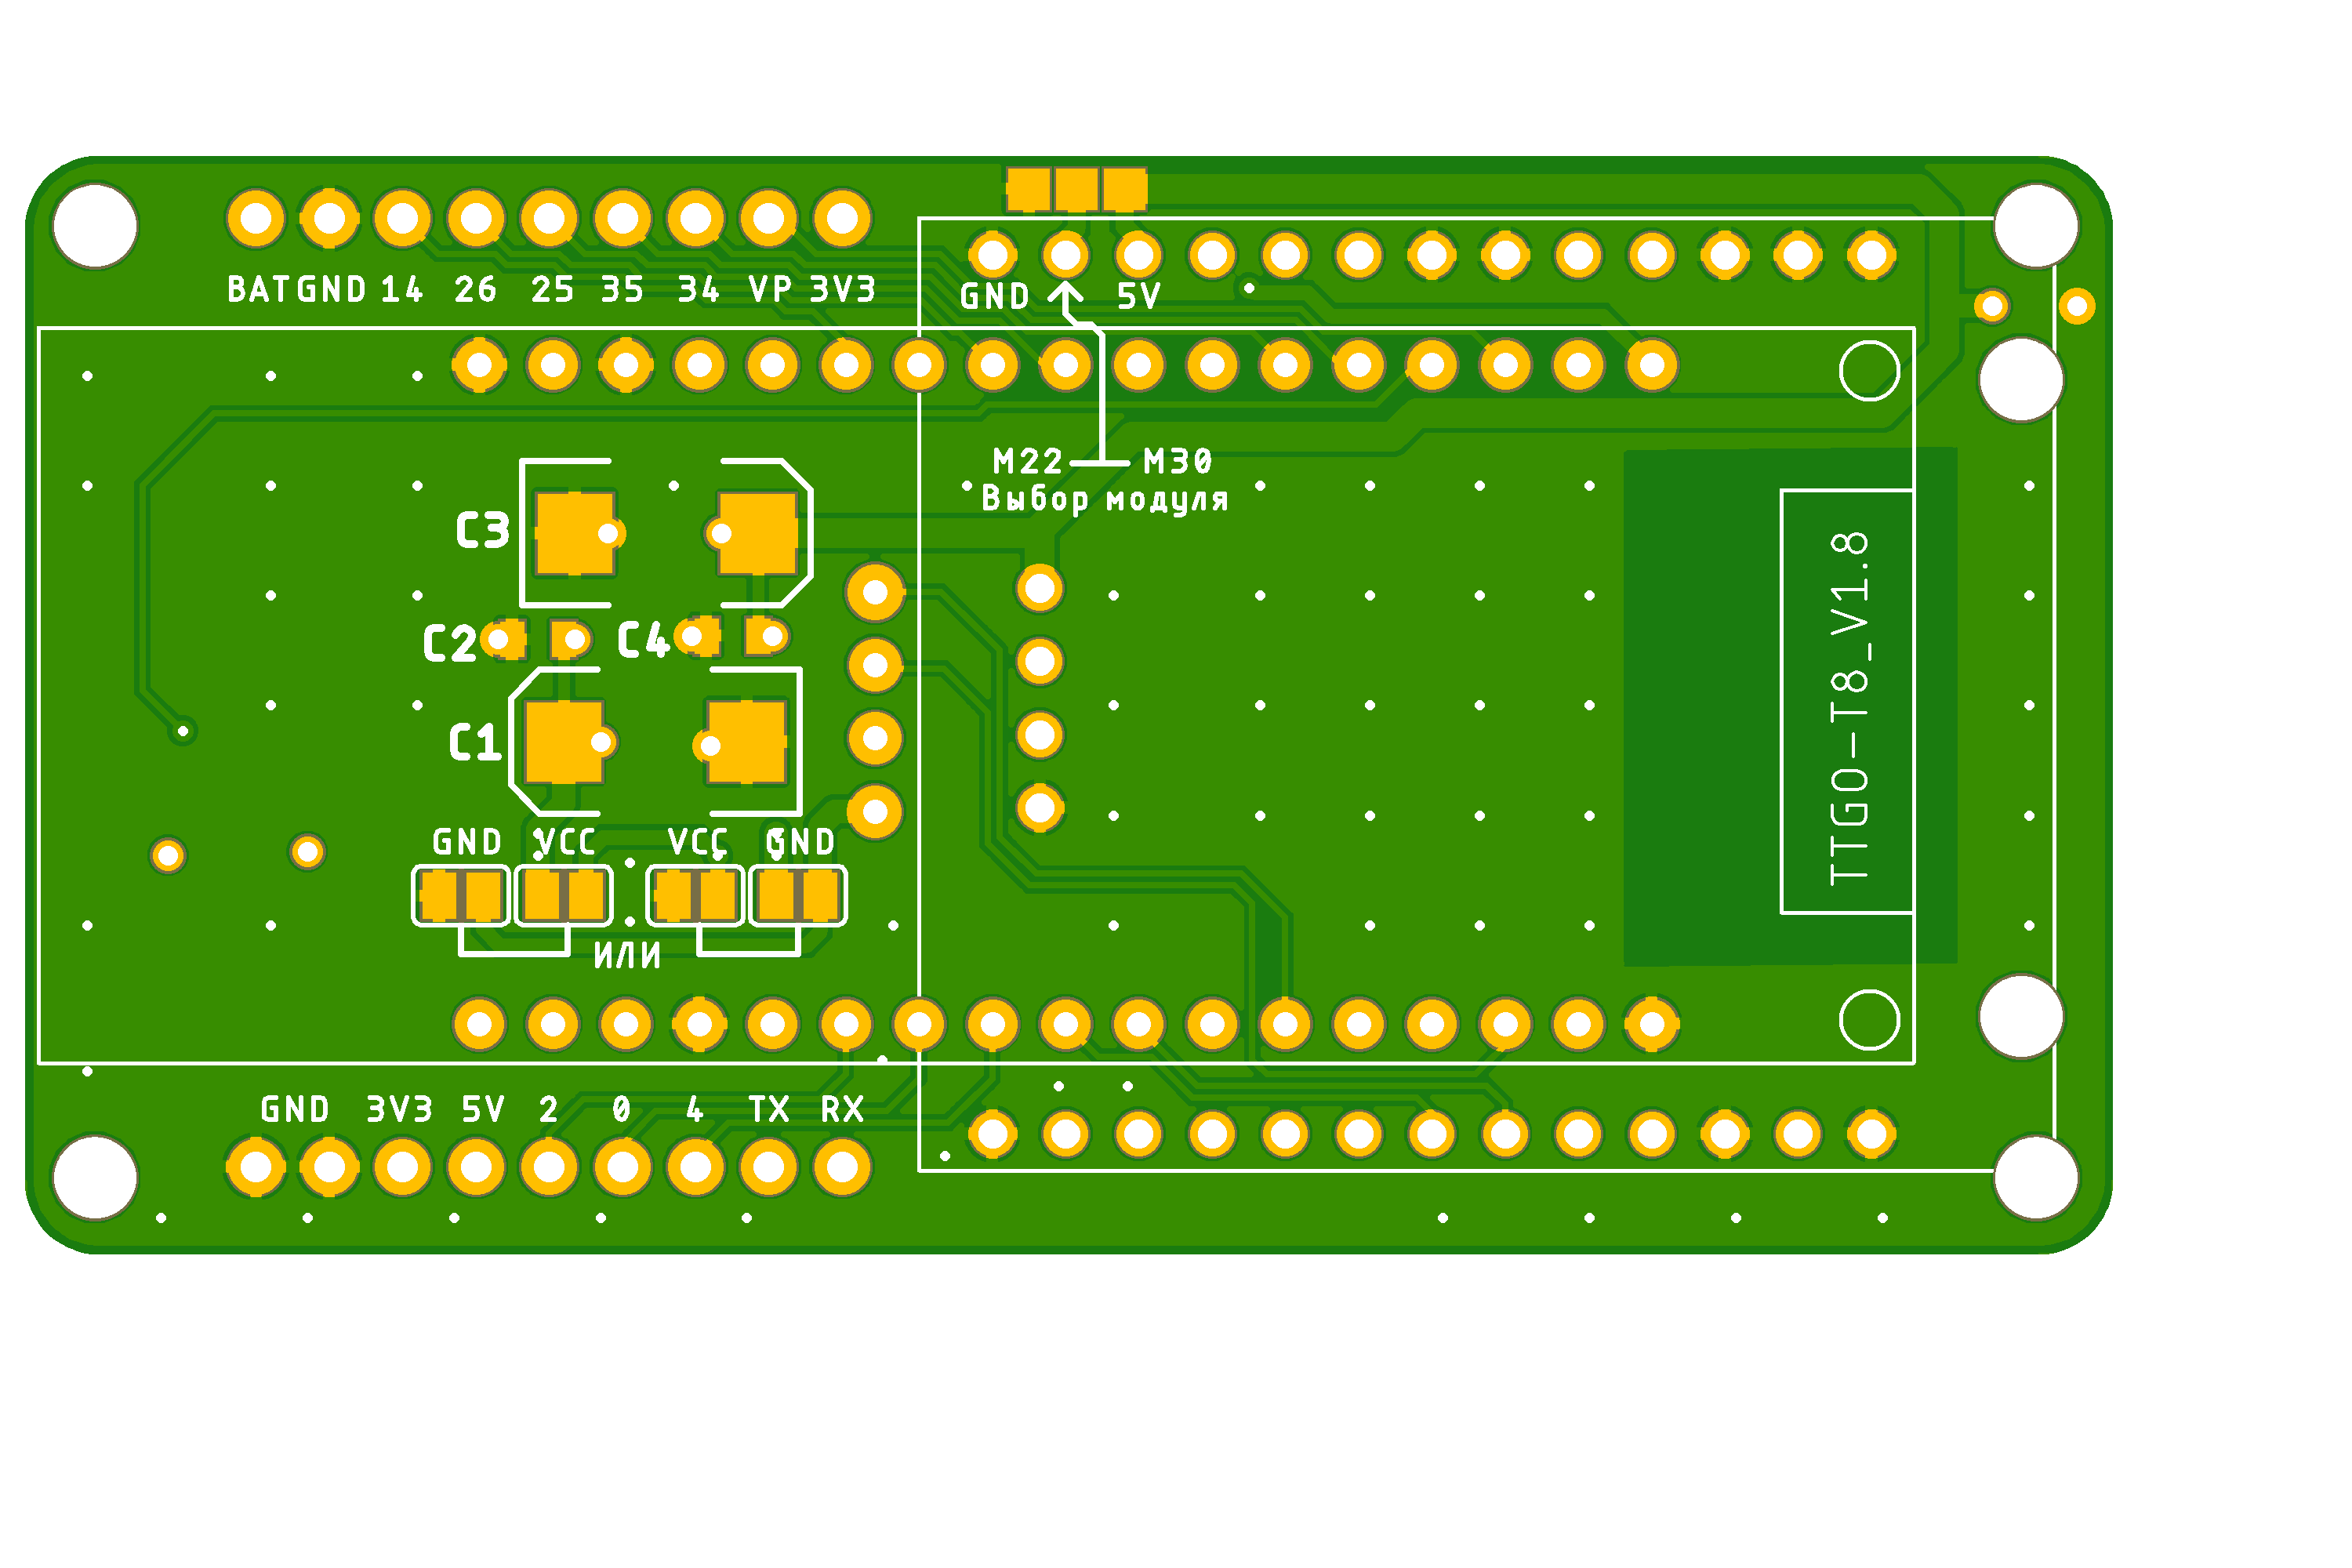 BAT GND 14 26 25 35 34 VP 3V3
GND 5V
M22 M30
Выбор модуля
C3
C2 C4
C1
GND VCC VCC GND
ИЛИ
TTGO-T8_V1.8
GND 3V3 5V 2 0 4 TX RX